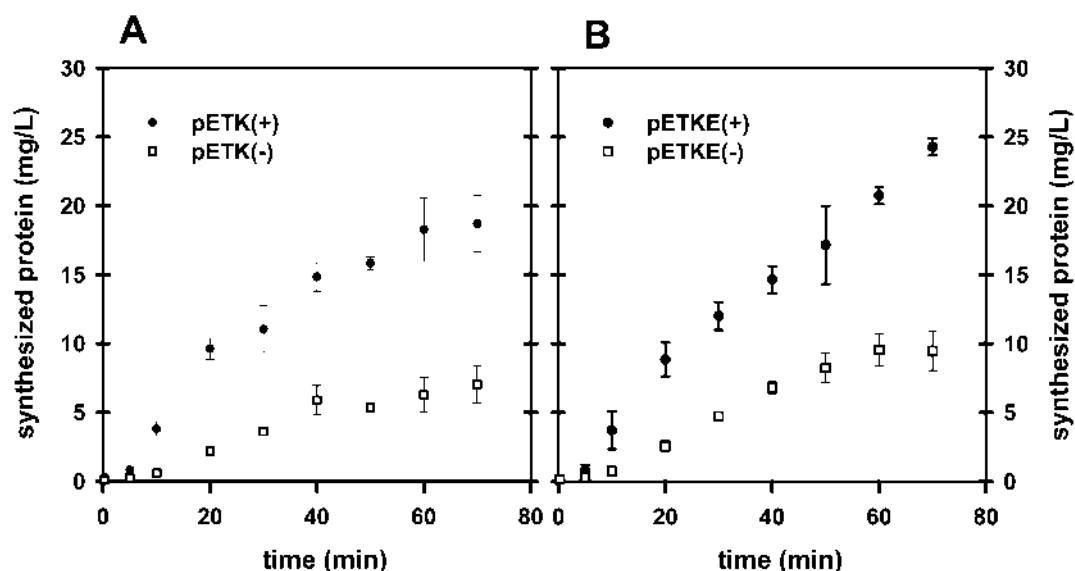 A
B
30
25
20
15
10
5
0
synthesized protein (mg/L)
pETK(+)
pETK(-)
0
20
40
60
80
time (min)
pETKE(+)
pETKE(-)
0
20
40
60
80
time (min)
30
25
20
15
10
5
0
synthesized protein (mg/L)